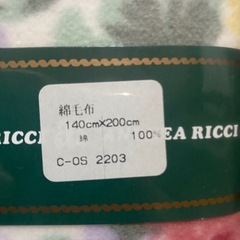 綿毛布
140cm×200cm
綿 100%
RICCI EA RICCI
C-OS 2203